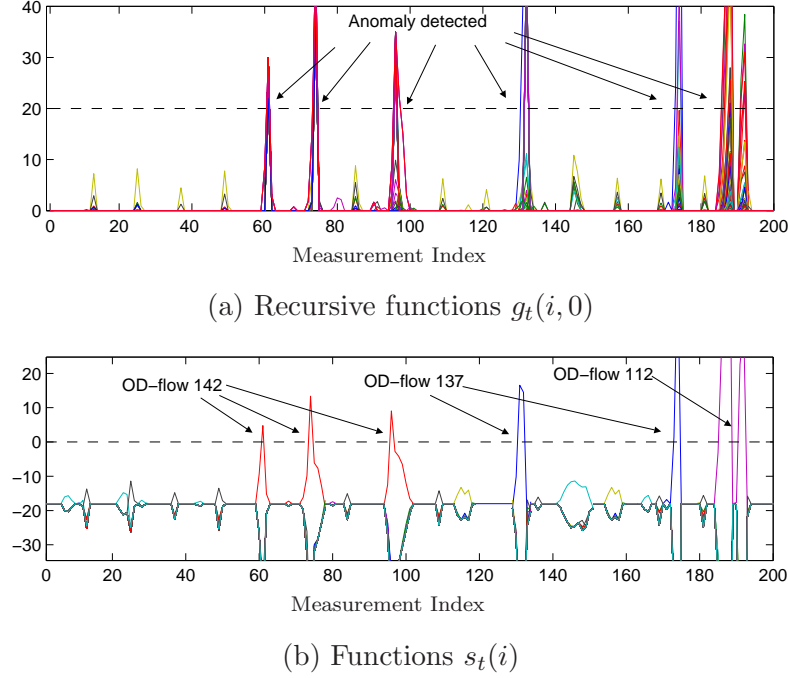 40
Anomaly detected
30
20
10
0
0 20 40 60 80 100 120 140 160 180 200
Measurement Index
(a) Recursive functions g_t(i, 0)
20
OD−flow 142
OD−flow 137
OD−flow 112
10
0
−10
−20
−30
0 20 40 60 80 100 120 140 160 180 200
Measurement Index
(b) Functions s_t(i)